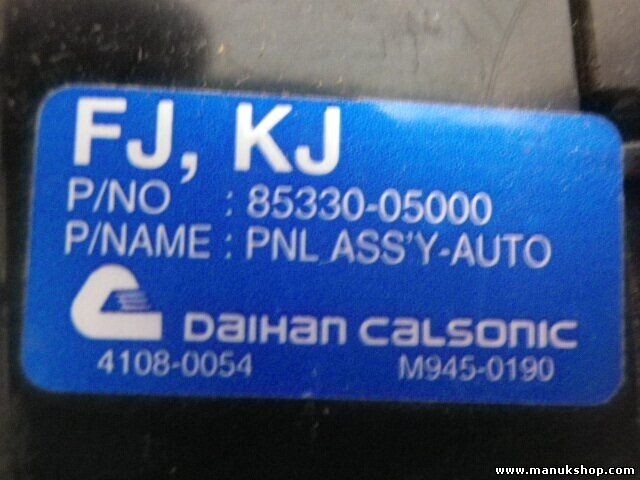 FJ, KJ
P/NO : 85330-05000
P/NAME : PNL ASS'Y-AUTO
Daihan Calsonic
4108-0054 M945-0190
www.manukshop.com